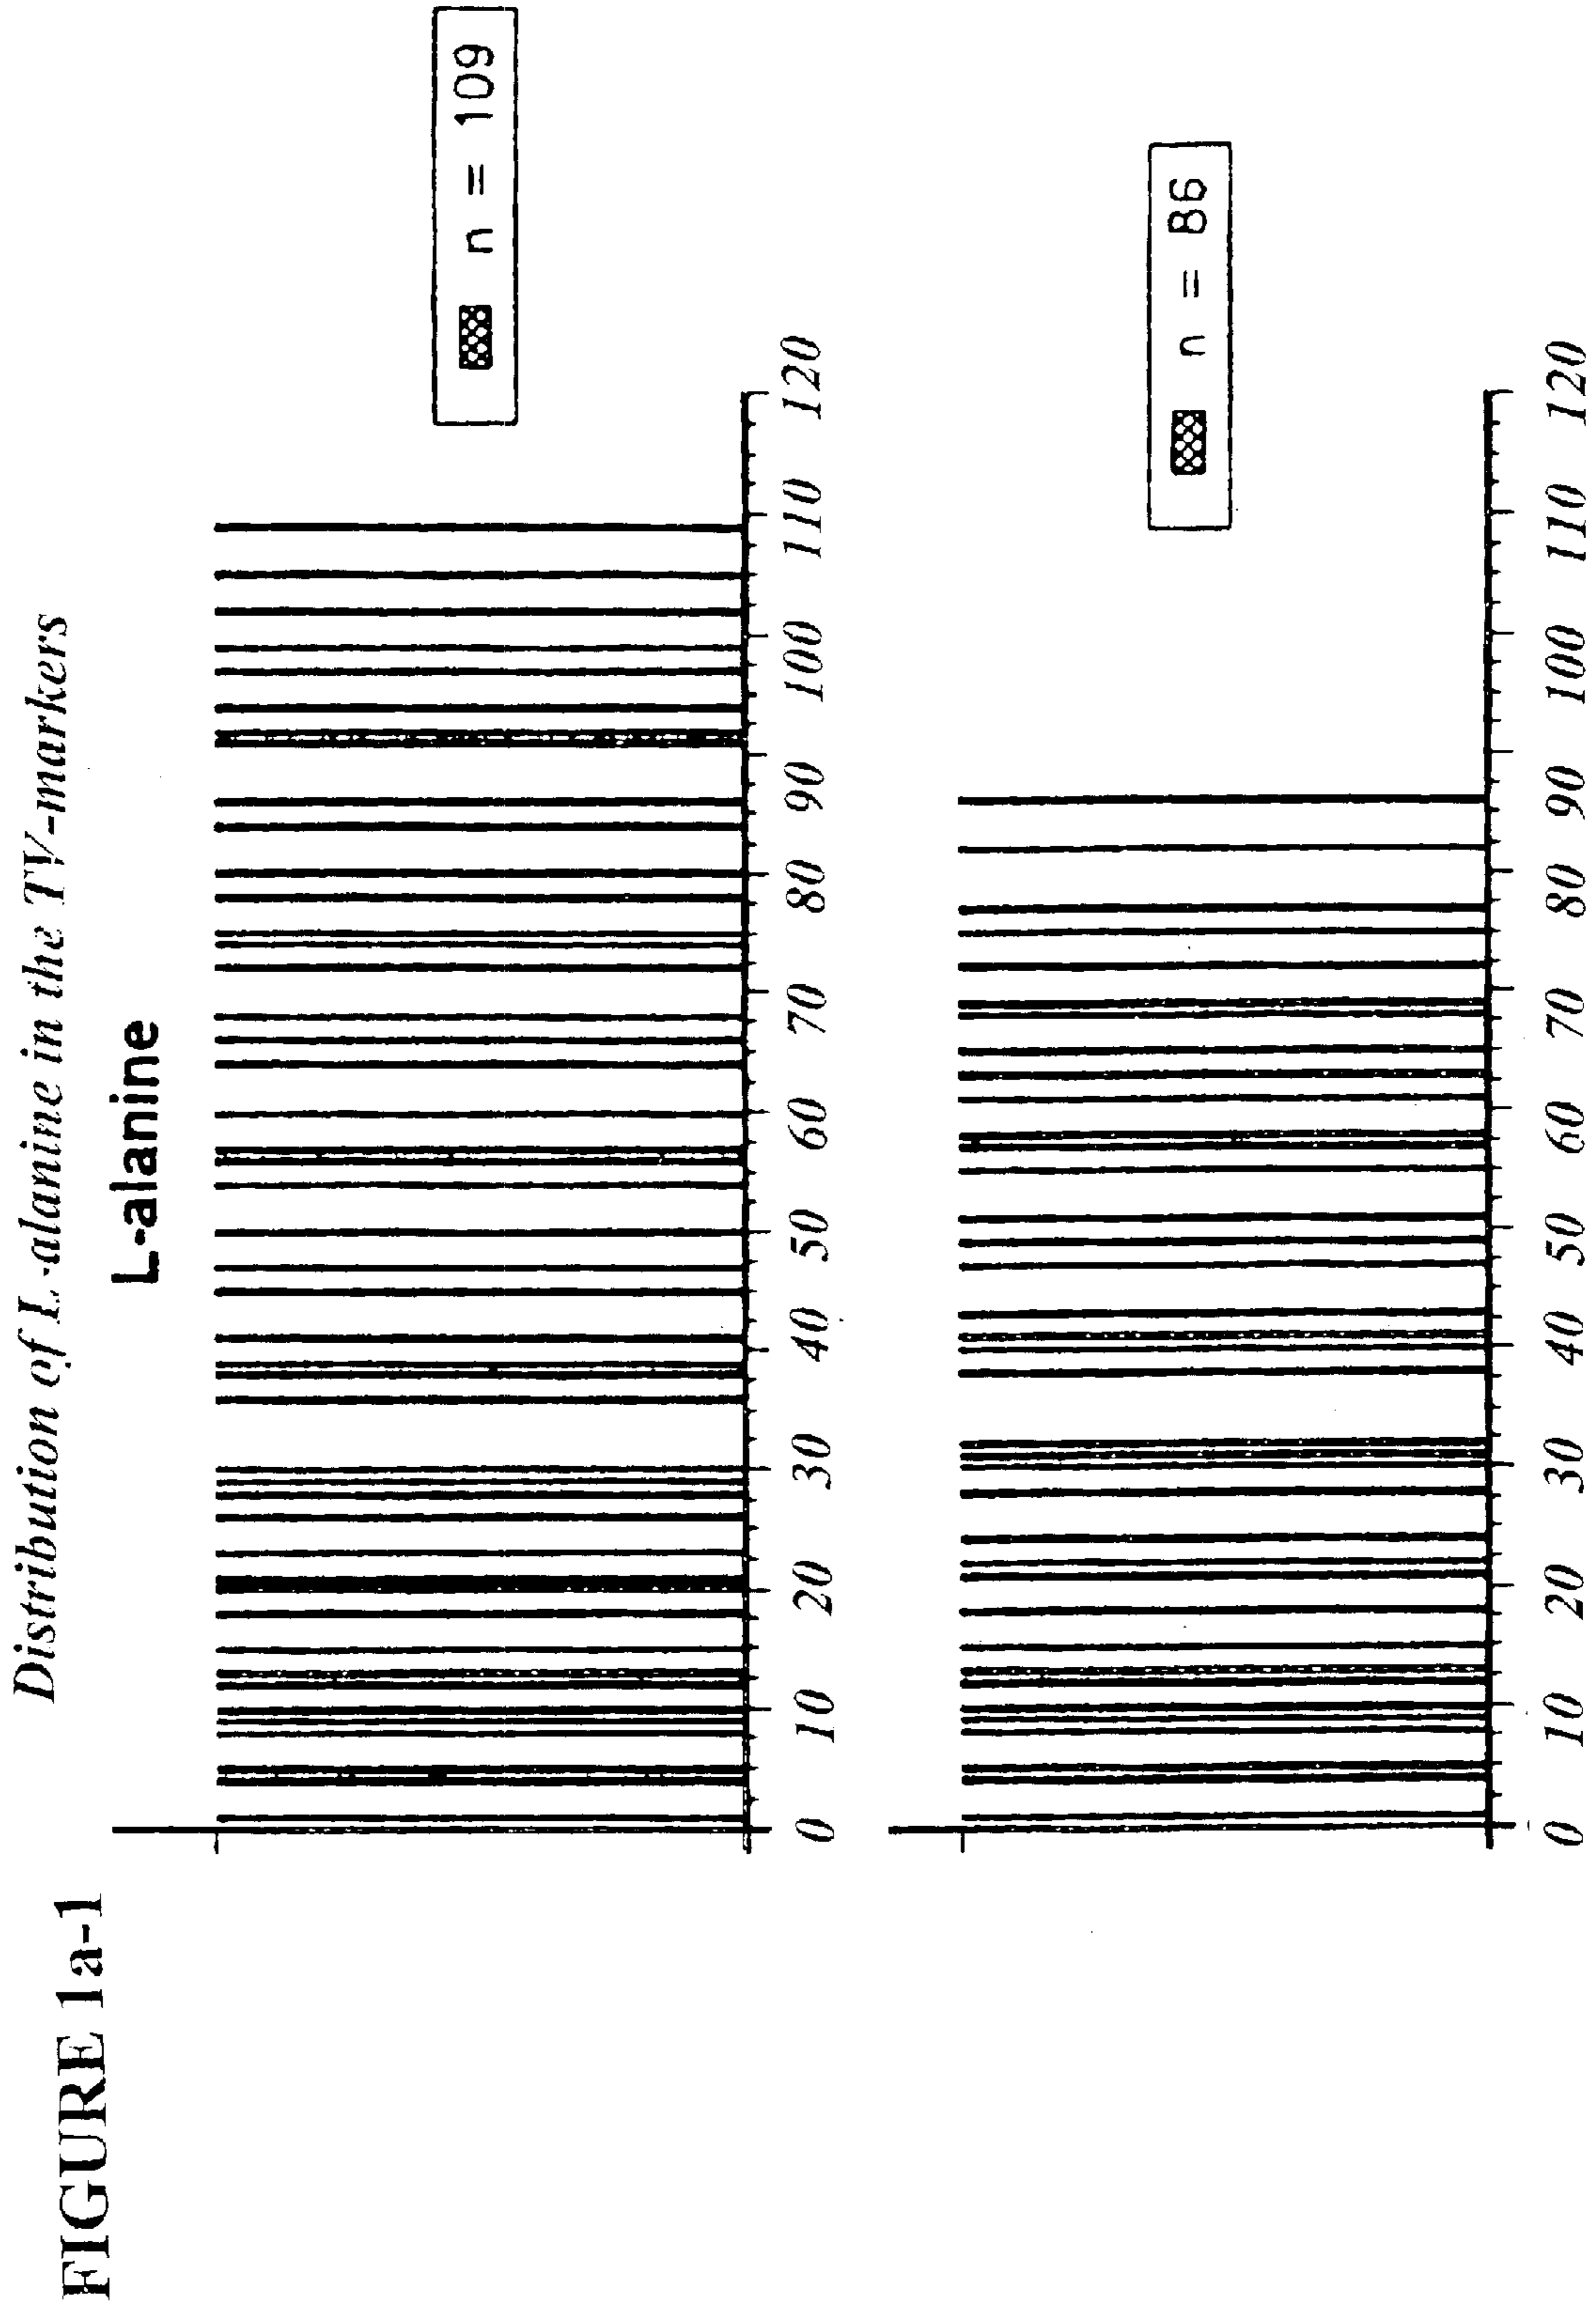 FIGURE 1a-1
Distribution of L-alanine in the TV-markers
L-alanine
n = 109
0 10 20 30 40 50 60 70 80 90 100 110 120
n = 86
0 10 20 30 40 50 60 70 80 90 100 110 120